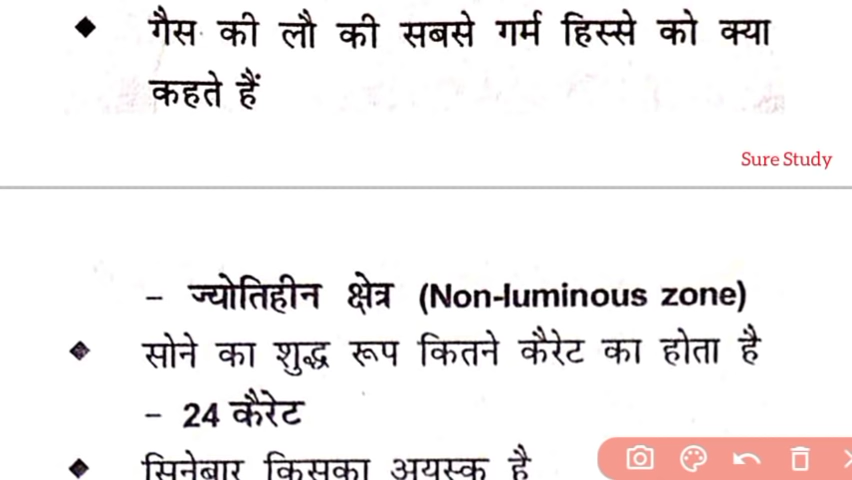 ◆ गैस की लौ की सबसे गर्म हिस्से को क्या
कहते हैं
Sure Study
– ज्योतिहीन क्षेत्र (Non-luminous zone)
◆ सोने का शुद्ध रूप कितने कैरेट का होता है
– 24 कैरेट
◆ सिनेबार किसका अयस्क है